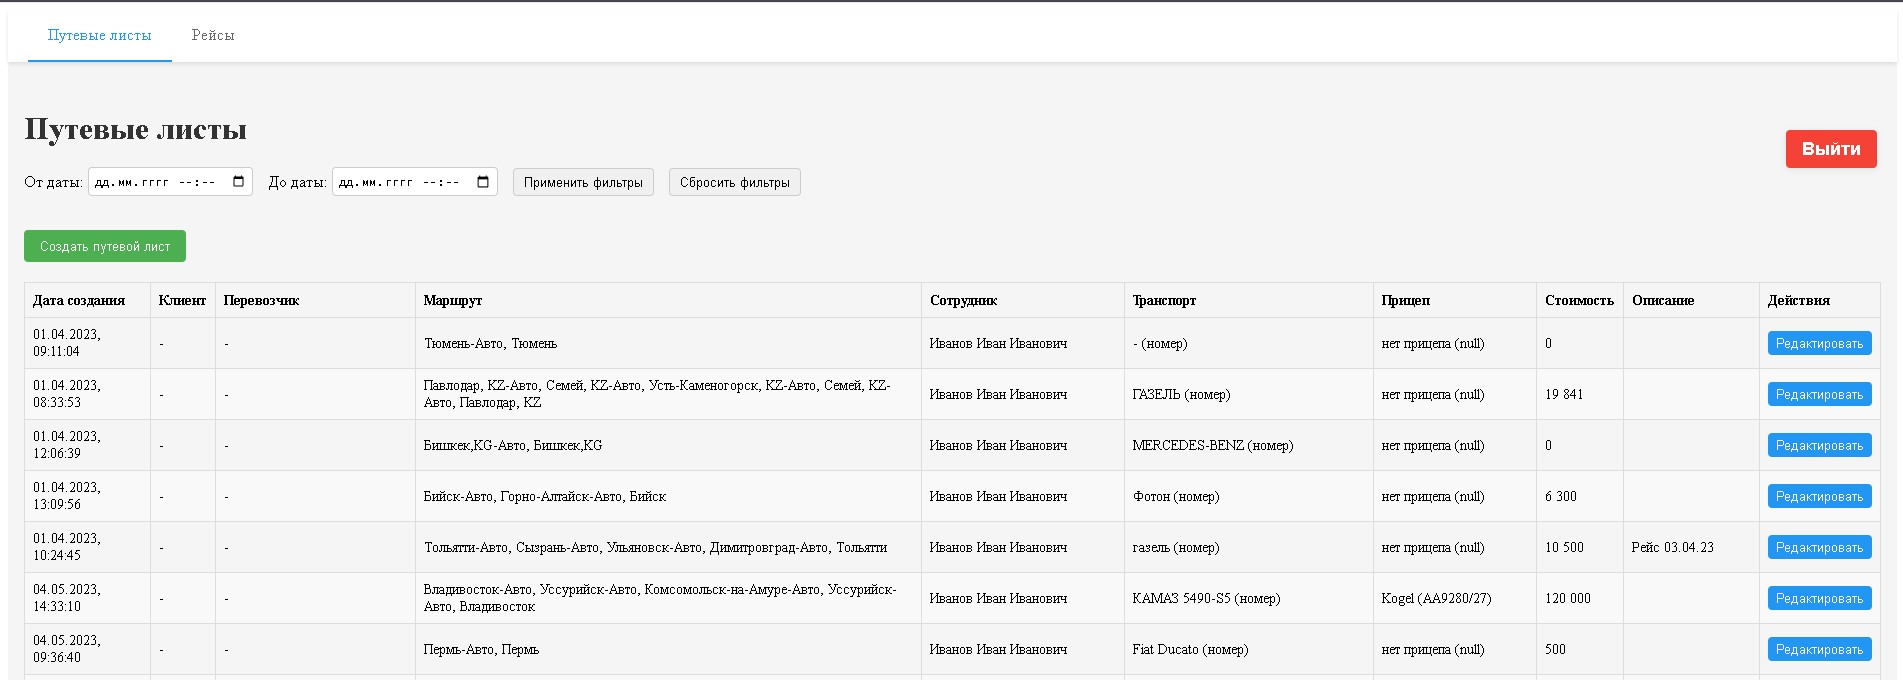 Путевые листы Рейсы
Путевые листы
Выйти
От даты: дд.мм.гггг --:-- До даты: дд.мм.гггг --:-- Применить фильтры Сбросить фильтры
Создать путевой лист
Дата создания Клиент Перевозчик Маршрут Сотрудник Транспорт Прицеп Стоимость Описание Действия
01.04.2023,
09:11:04 - - Тюмень-Авто, Тюмень Иванов Иван Иванович - (номер) нет прицепа (null) 0 Редактировать
01.04.2023,
08:33:53 - - Павлодар, KZ-Авто, Семей, KZ-Авто, Усть-Каменогорск, KZ-Авто, Семей, KZ-
Авто, Павлодар, KZ Иванов Иван Иванович ГАЗЕЛЬ (номер) нет прицепа (null) 19 841 Редактировать
01.04.2023,
12:06:39 - - Бишкек,KG-Авто, Бишкек,KG Иванов Иван Иванович MERCEDES-BENZ (номер) нет прицепа (null) 0 Редактировать
01.04.2023,
13:09:56 - - Бийск-Авто, Горно-Алтайск-Авто, Бийск Иванов Иван Иванович Фотон (номер) нет прицепа (null) 6 300 Редактировать
01.04.2023,
10:24:45 - - Тольятти-Авто, Сызрань-Авто, Ульяновск-Авто, Димитровград-Авто, Тольятти Иванов Иван Иванович газель (номер) нет прицепа (null) 10 500 Рейс 03.04.23 Редактировать
04.05.2023,
14:33:10 - - Владивосток-Авто, Уссурийск-Авто, Комсомольск-на-Амуре-Авто, Уссурийск-
Авто, Владивосток Иванов Иван Иванович КАМАЗ 5490-S5 (номер) Kogel (АА9280/27) 120 000 Редактировать
04.05.2023,
09:36:40 - - Пермь-Авто, Пермь Иванов Иван Иванович Fiat Ducato (номер) нет прицепа (null) 500 Редактировать